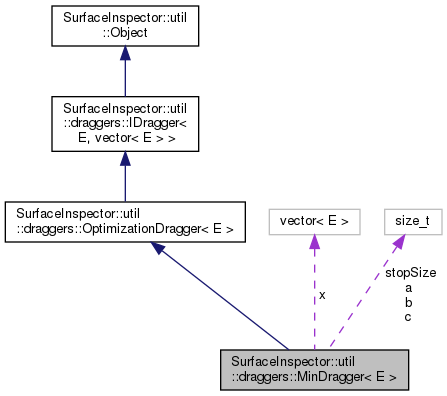 SurfaceInspector::util
::Object
SurfaceInspector::util
::draggers::IDragger<
E, vector< E > >
SurfaceInspector::util
::draggers::OptimizationDragger< E >
vector< E >
size_t
x
stopSize
a
b
c
SurfaceInspector::util
::draggers::MinDragger< E >